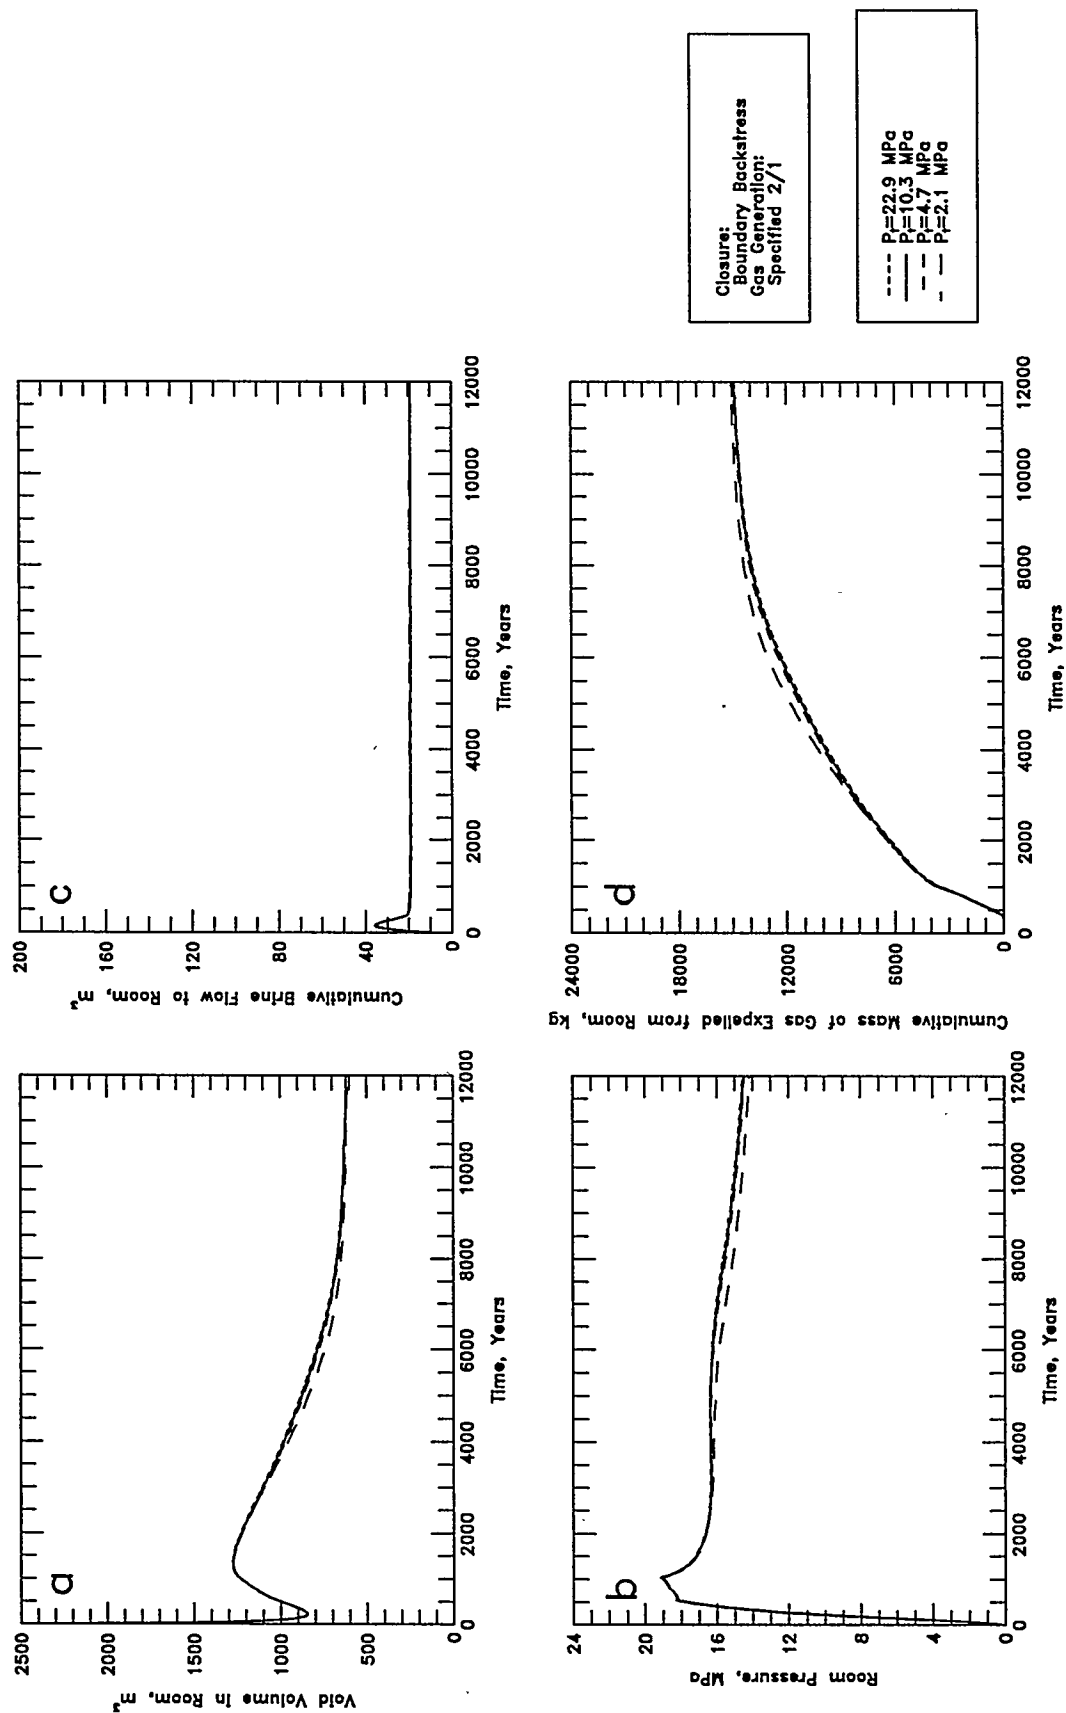 a
Void Volume in Room, m³
2500
2000
1500
1000
500
0
0 2000 4000 6000 8000 10000 12000
Time, Years
b
Room Pressure, MPa
24
20
16
12
8
4
0
0 2000 4000 6000 8000 10000 12000
Time, Years
c
Cumulative Brine Flow to Room, m³
200
160
120
80
40
0
0 2000 4000 6000 8000 10000 12000
Time, Years
d
Cumulative Mass of Gas Expelled from Room, kg
24000
18000
12000
6000
0
0 2000 4000 6000 8000 10000 12000
Time, Years
Closure:
Boundary Backstress
Gas Generation:
Specified 2/1
Pf=22.9 MPa
Pf=10.3 MPa
Pf=4.7 MPa
Pf=2.1 MPa